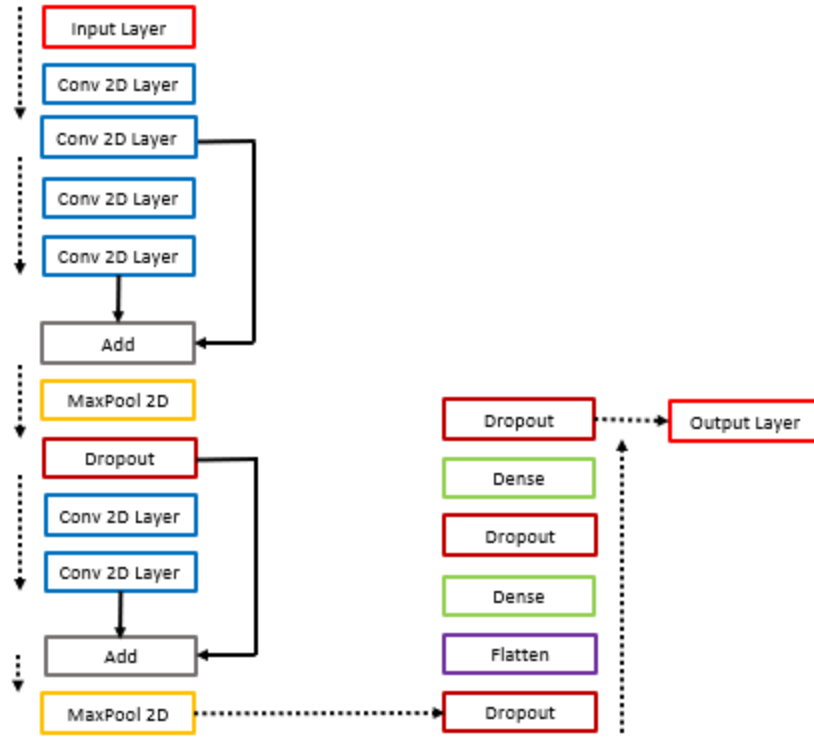 Input Layer
Conv 2D Layer
Conv 2D Layer
Conv 2D Layer
Conv 2D Layer
Add
MaxPool 2D
Dropout
Conv 2D Layer
Conv 2D Layer
Add
MaxPool 2D
Dropout
Output Layer
Dense
Dropout
Dense
Flatten
Dropout